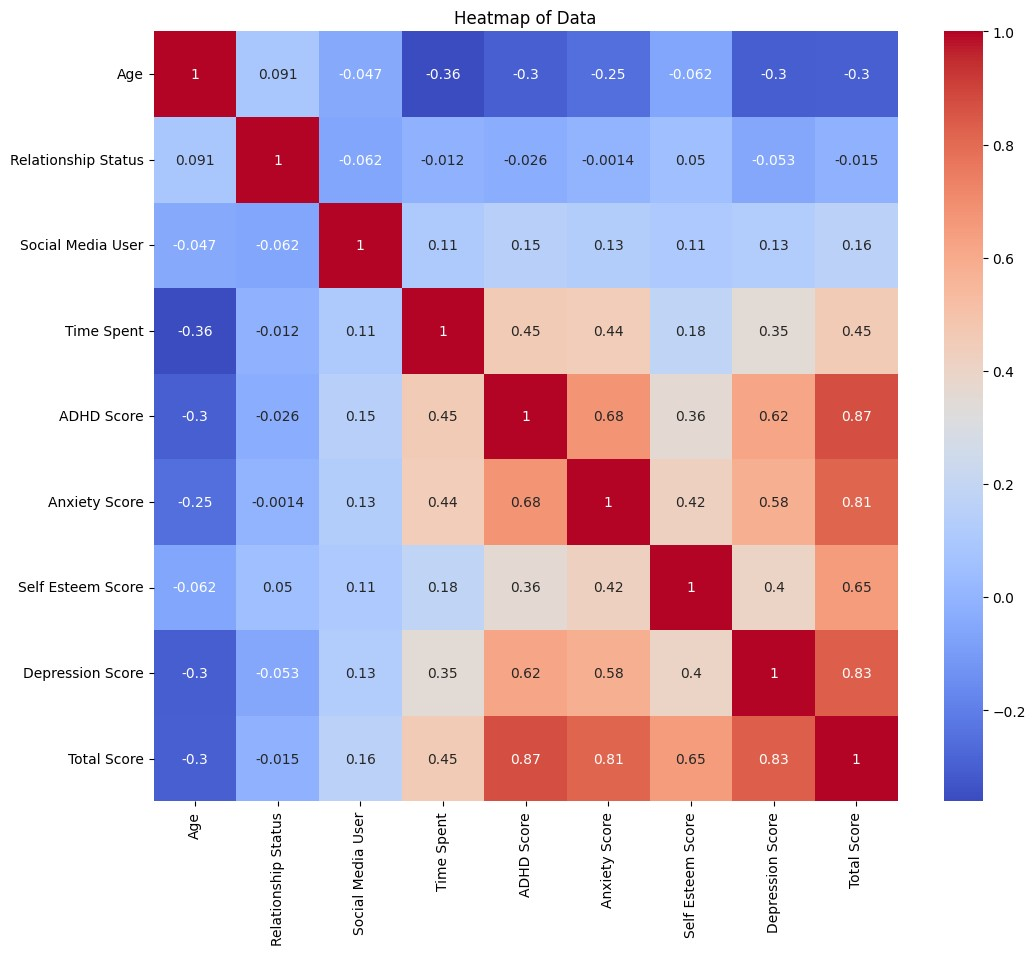 Heatmap of Data
Age 1 0.091 -0.047 -0.36 -0.3 -0.25 -0.062 -0.3 -0.3
Relationship Status 0.091 1 -0.062 -0.012 -0.026 -0.0014 0.05 -0.053 -0.015
Social Media User -0.047 -0.062 1 0.11 0.15 0.13 0.11 0.13 0.16
Time Spent -0.36 -0.012 0.11 1 0.45 0.44 0.18 0.35 0.45
ADHD Score -0.3 -0.026 0.15 0.45 1 0.68 0.36 0.62 0.87
Anxiety Score -0.25 -0.0014 0.13 0.44 0.68 1 0.42 0.58 0.81
Self Esteem Score -0.062 0.05 0.11 0.18 0.36 0.42 1 0.4 0.65
Depression Score -0.3 -0.053 0.13 0.35 0.62 0.58 0.4 1 0.83
Total Score -0.3 -0.015 0.16 0.45 0.87 0.81 0.65 0.83 1
Age
Relationship Status
Social Media User
Time Spent
ADHD Score
Anxiety Score
Self Esteem Score
Depression Score
Total Score
1.0
0.8
0.6
0.4
0.2
0.0
−0.2